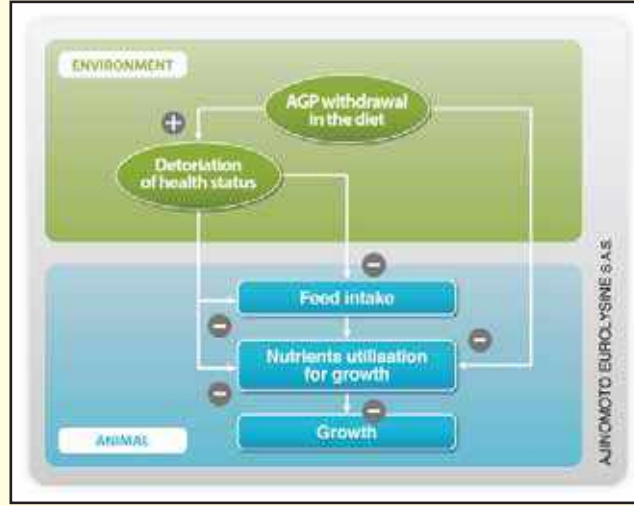 ENVIRONMENT
AGP withdrawal
in the diet
+
Detoriation
of health status
−
Feed intake
−
Nutrients utilisation
for growth
−
−
−
Growth
ANIMAL
AJINOMOTO EUROLYSINE S.A.S.